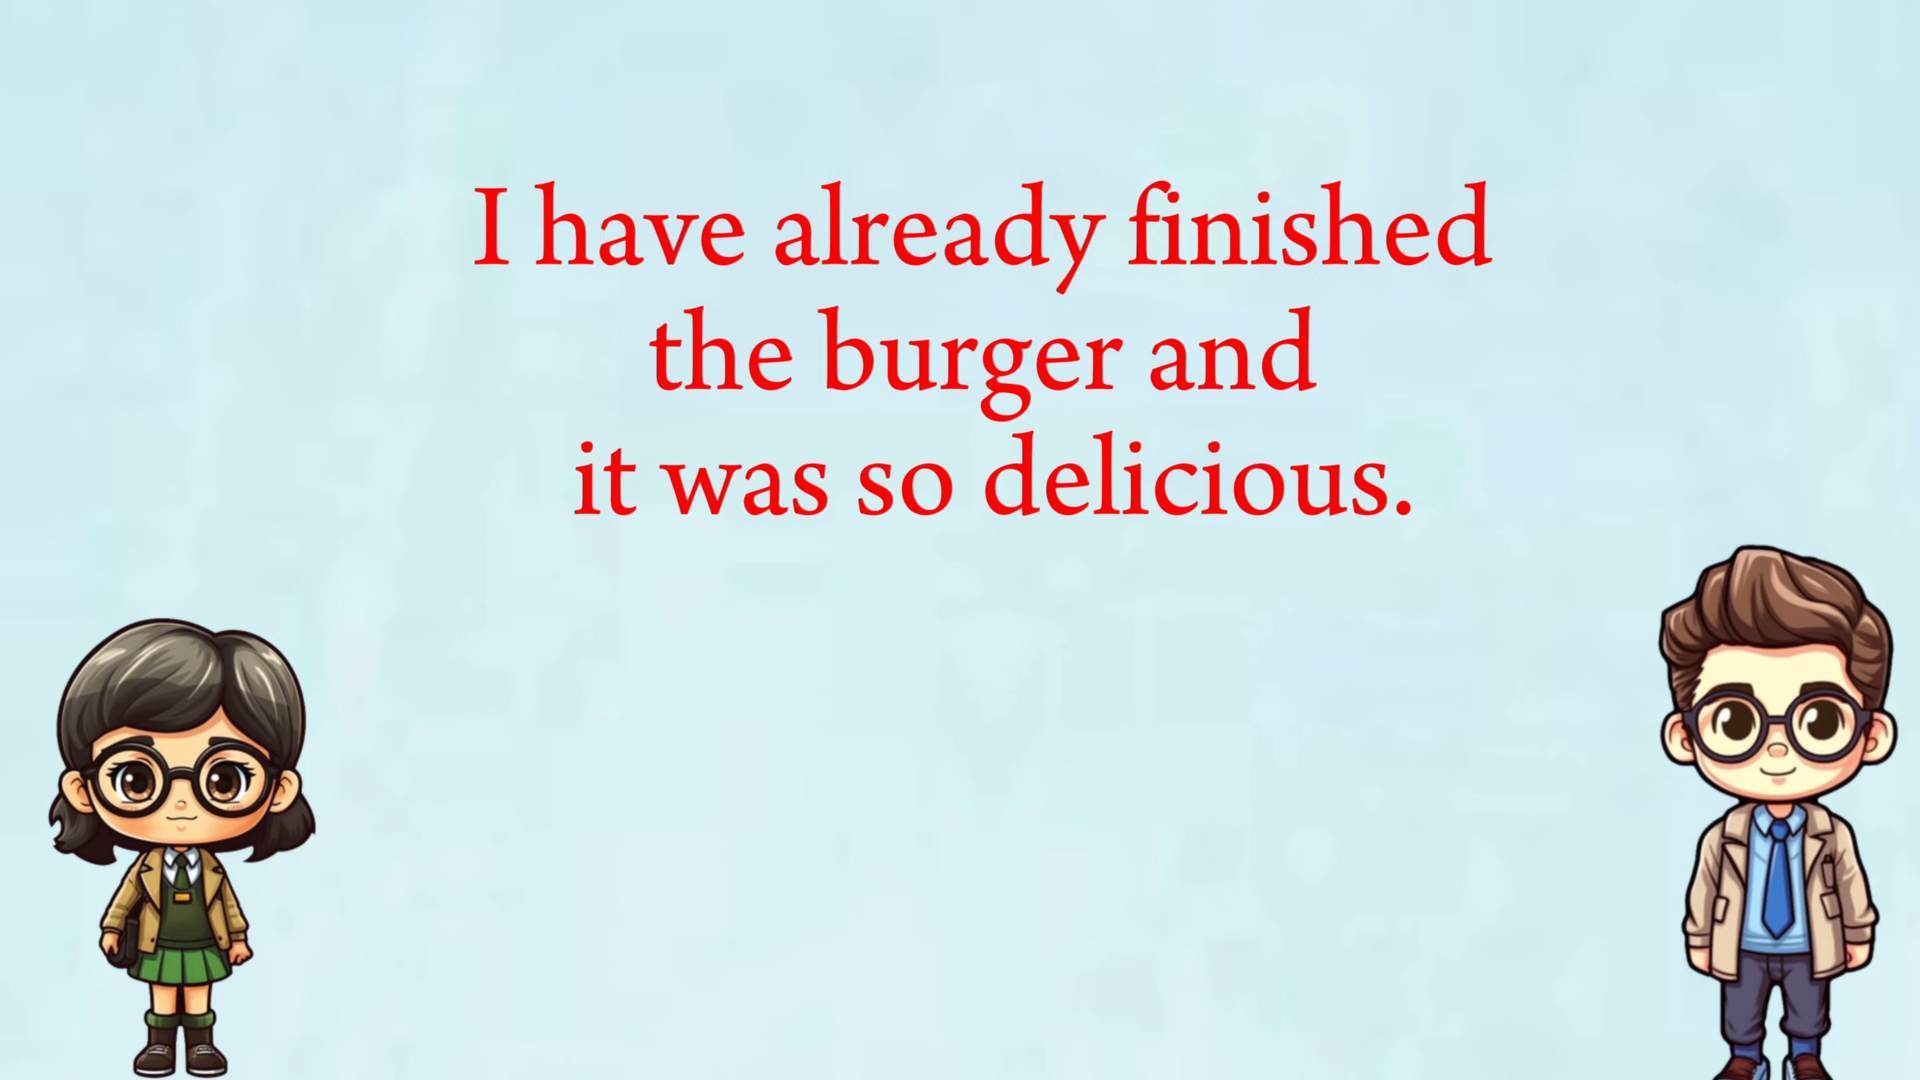 I have already finished
the burger and
it was so delicious.